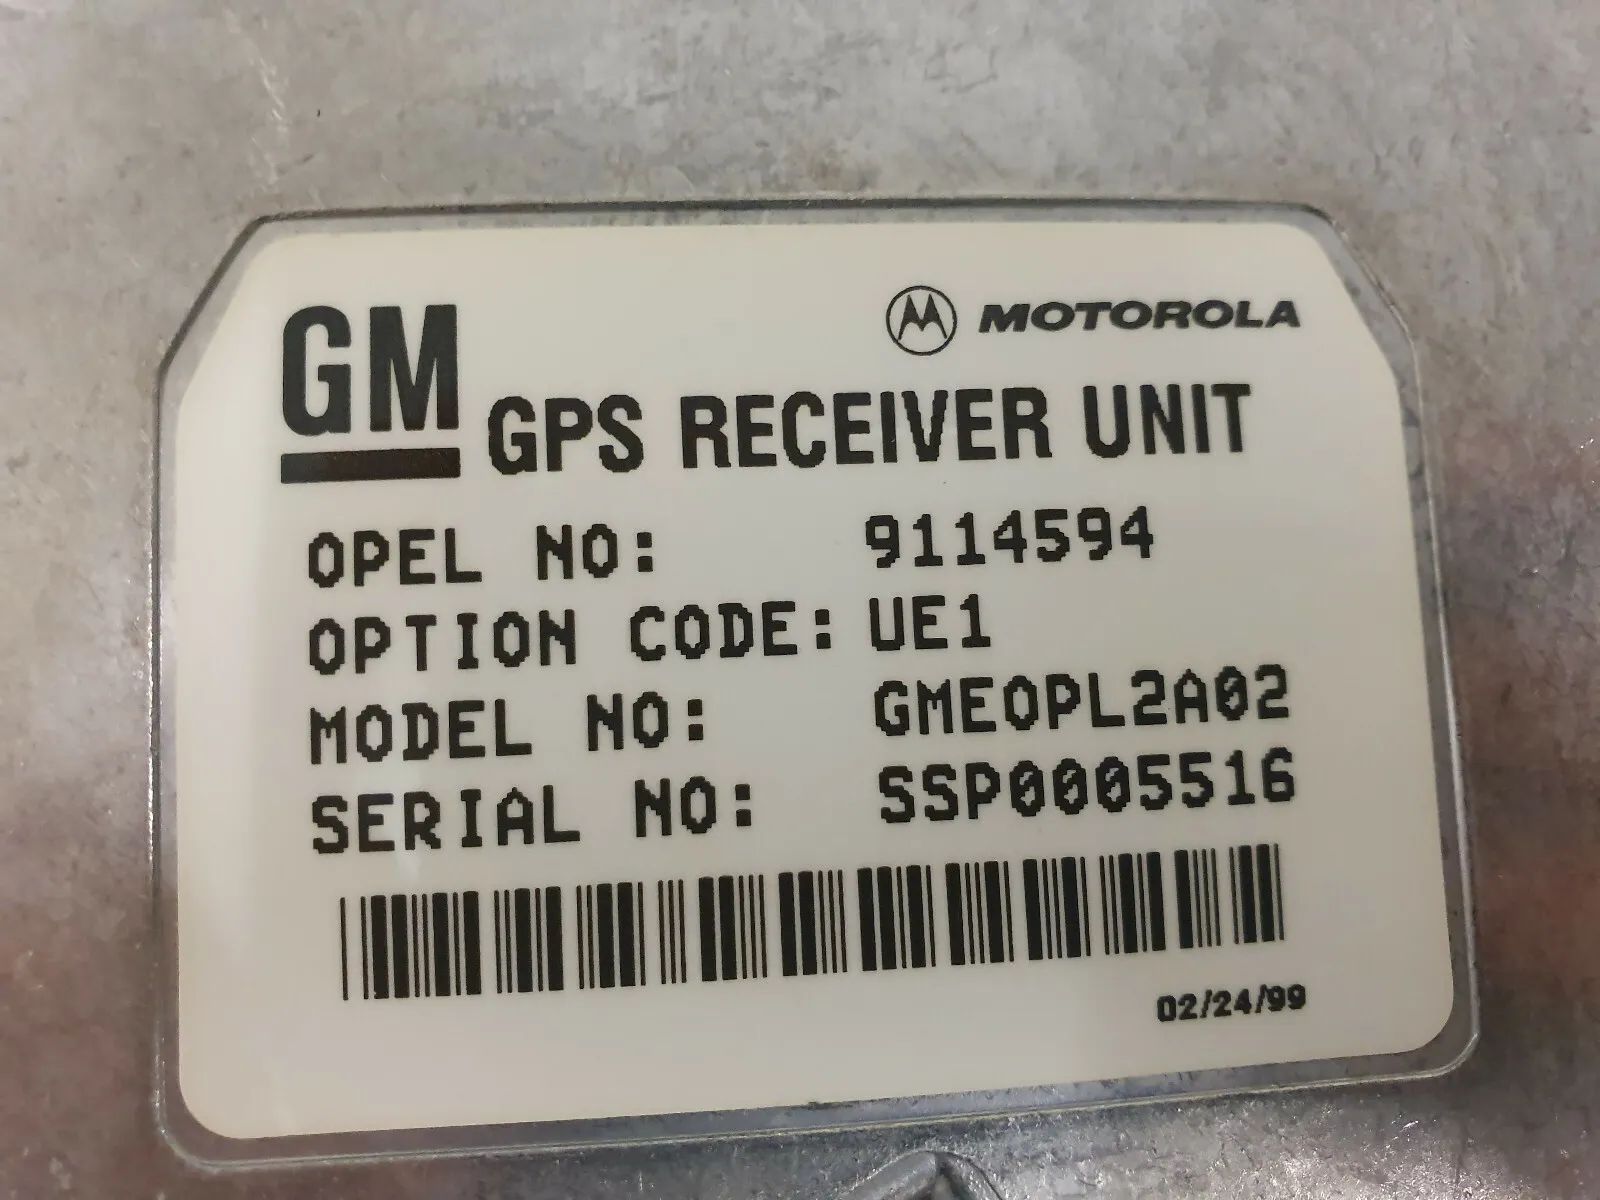 GM
MOTOROLA
GPS RECEIVER UNIT
OPEL NO: 9114594
OPTION CODE: UE1
MODEL NO: GMEOPL2A02
SERIAL NO: SSP0005516
02/24/99